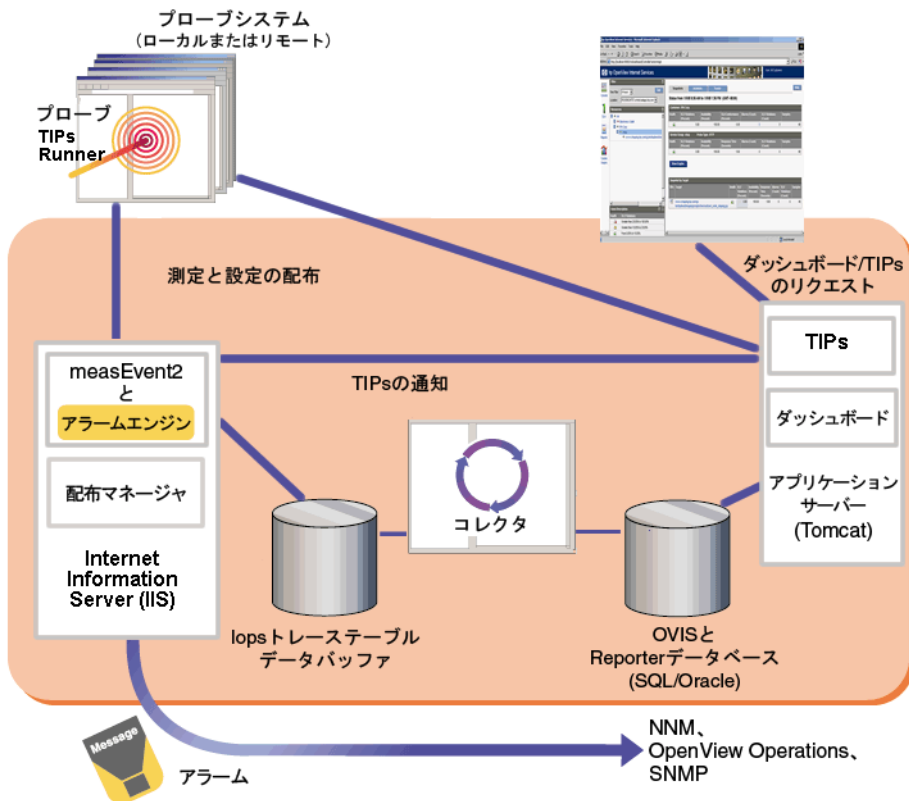 プローブシステム
（ローカルまたはリモート）
プローブ
TIPs
Runner
hp OpenView Internet Services
測定と設定の配布
ダッシュボード/TIPs
のリクエスト
measEvent2
と
アラームエンジン
配布マネージャ
Internet
Information
Server (IIS)
TIPsの通知
TIPs
ダッシュボード
アプリケーション
サーバー
(Tomcat)
コレクタ
Iopsトレーステーブル
データバッファ
OVISと
Reporterデータベース
(SQL/Oracle)
Message
アラーム
NNM、
OpenView Operations、
SNMP